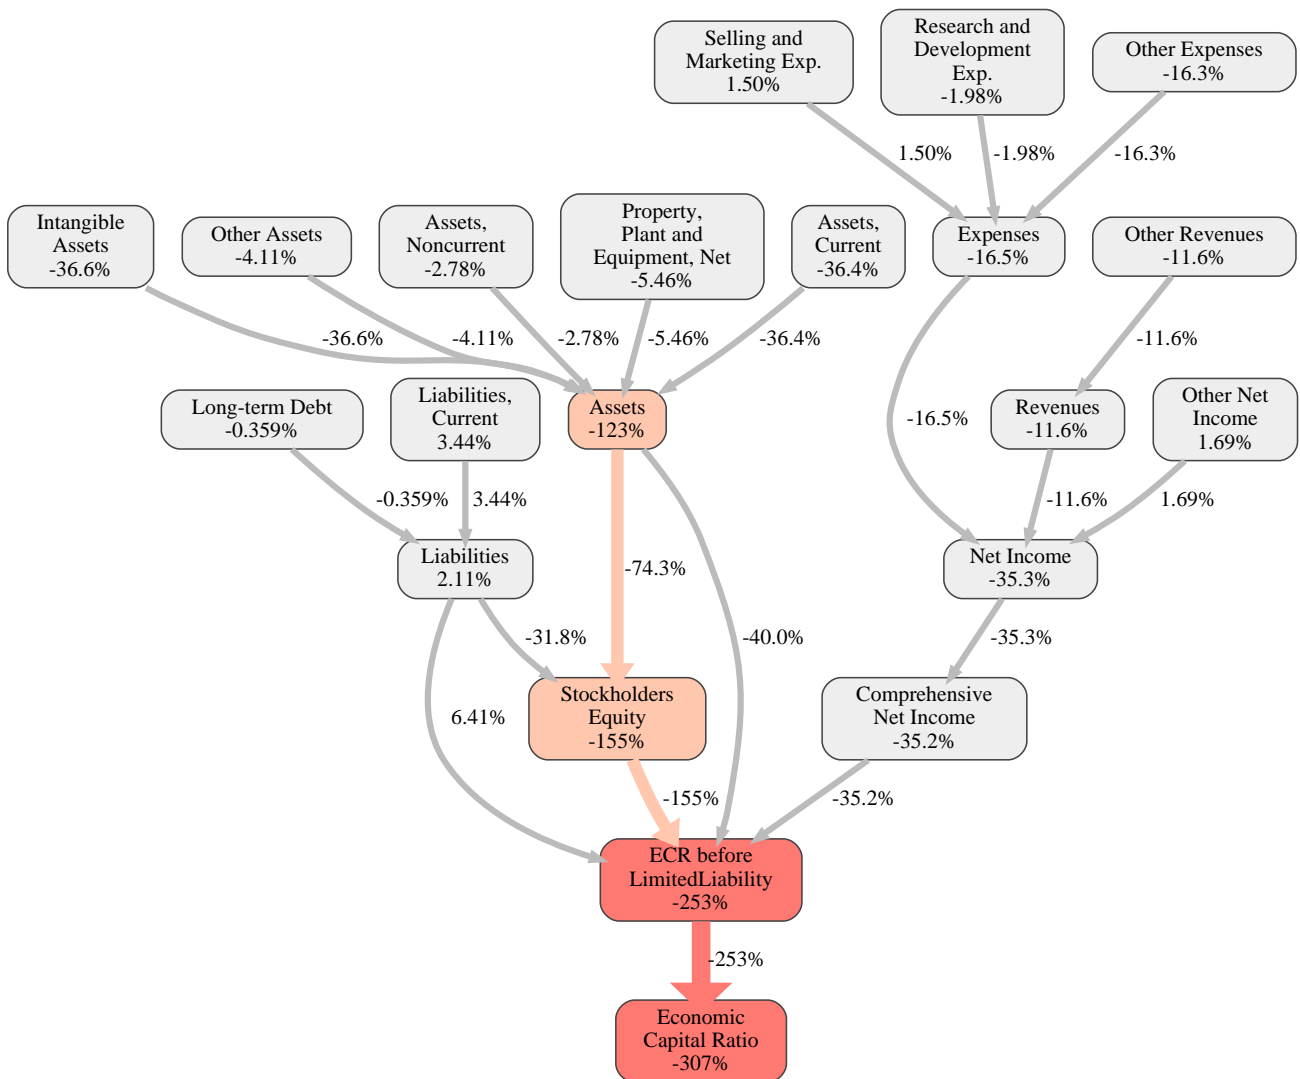 Selling and
Marketing Exp.
1.50%
Research and
Development
Exp.
-1.98%
Other Expenses
-16.3%
1.50%
-1.98%
-16.3%
Intangible
Assets
-36.6%
Other Assets
-4.11%
Assets,
Noncurrent
-2.78%
Property,
Plant and
Equipment, Net
-5.46%
Assets,
Current
-36.4%
Expenses
-16.5%
Other Revenues
-11.6%
-36.6%
-4.11%
-2.78%
-5.46%
-36.4%
-11.6%
Long-term Debt
-0.359%
Liabilities,
Current
3.44%
Assets
-123%
-16.5%
Revenues
-11.6%
Other Net
Income
1.69%
-0.359%
3.44%
-11.6%
1.69%
Liabilities
2.11%
-74.3%
Net Income
-35.3%
-31.8%
-40.0%
-35.3%
6.41%
Stockholders
Equity
-155%
Comprehensive
Net Income
-35.2%
-155%
-35.2%
ECR before
LimitedLiability
-253%
-253%
Economic
Capital Ratio
-307%